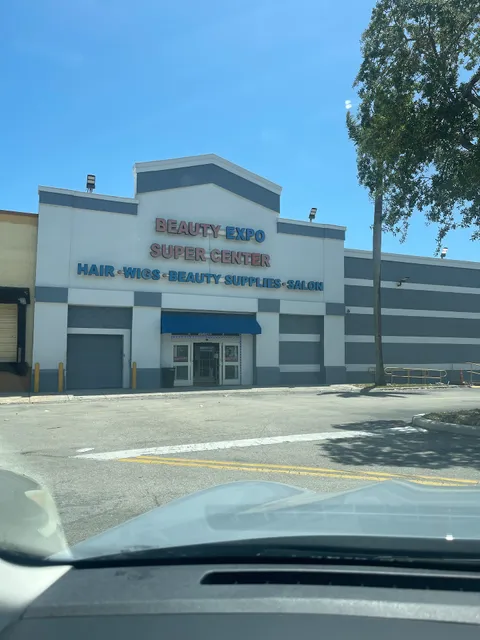 BEAUTY EXPO
SUPER CENTER
HAIR • WIGS • BEAUTY SUPPLIES • SALON